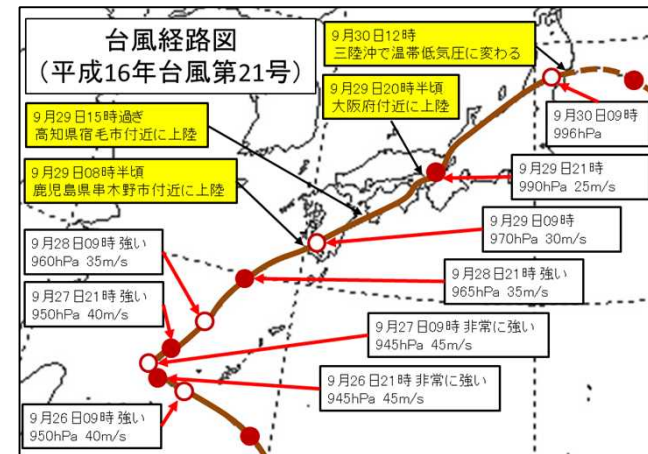 台風経路図
（平成16年台風第21号）
9月30日12時
三陸沖で温帯低気圧に変わる
9月29日20時半頃
大阪府付近に上陸
9月29日15時過ぎ
高知県宿毛市付近に上陸
9月29日08時半頃
鹿児島県串木野市付近に上陸
9月30日09時
996hPa
9月29日21時
990hPa 25m/s
9月29日09時
970hPa 30m/s
9月28日09時 強い
960hPa 35m/s
9月28日21時 強い
965hPa 35m/s
9月27日21時 強い
950hPa 40m/s
9月27日09時 非常に強い
945hPa 45m/s
9月26日21時 非常に強い
945hPa 45m/s
9月26日09時 強い
950hPa 40m/s